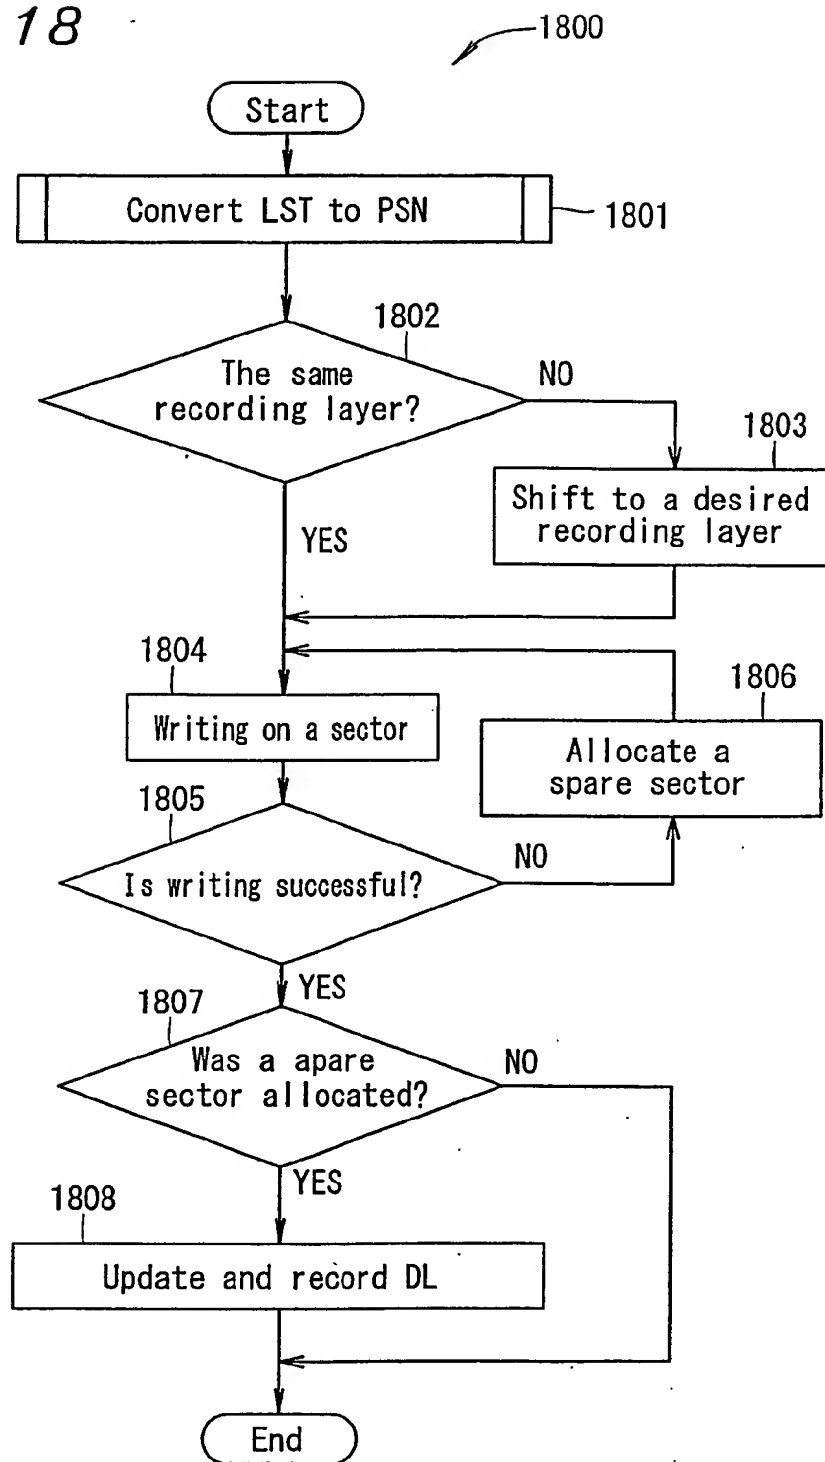 18
1800
Start
Convert LST to PSN
1801
1802
The same
recording layer?
NO
1803
Shift to a desired
recording layer
YES
1804
1806
Writing on a sector
Allocate a
spare sector
1805
Is writing successful?
NO
YES
1807
Was a apare
sector allocated?
NO
YES
1808
Update and record DL
End